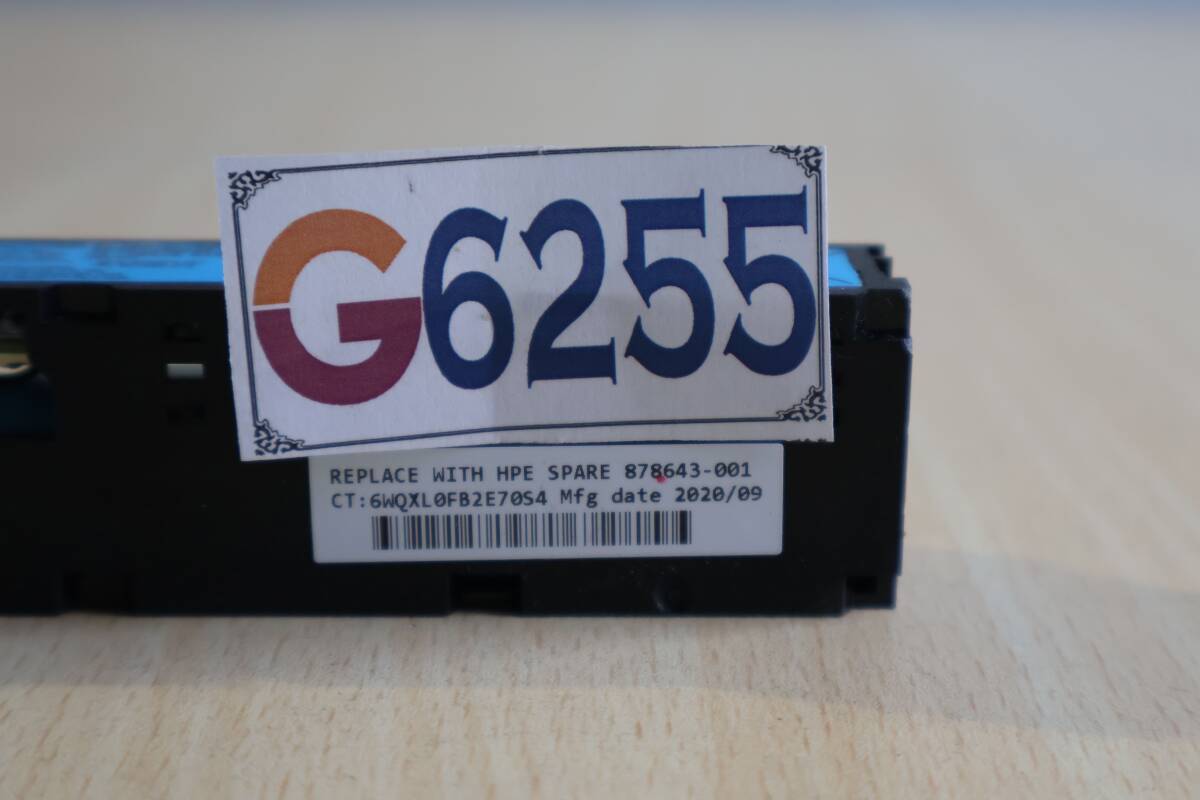 G6255
REPLACE WITH HPE SPARE 878643-001
CT:6WQXL0FB2E70S4 Mfg date 2020/09